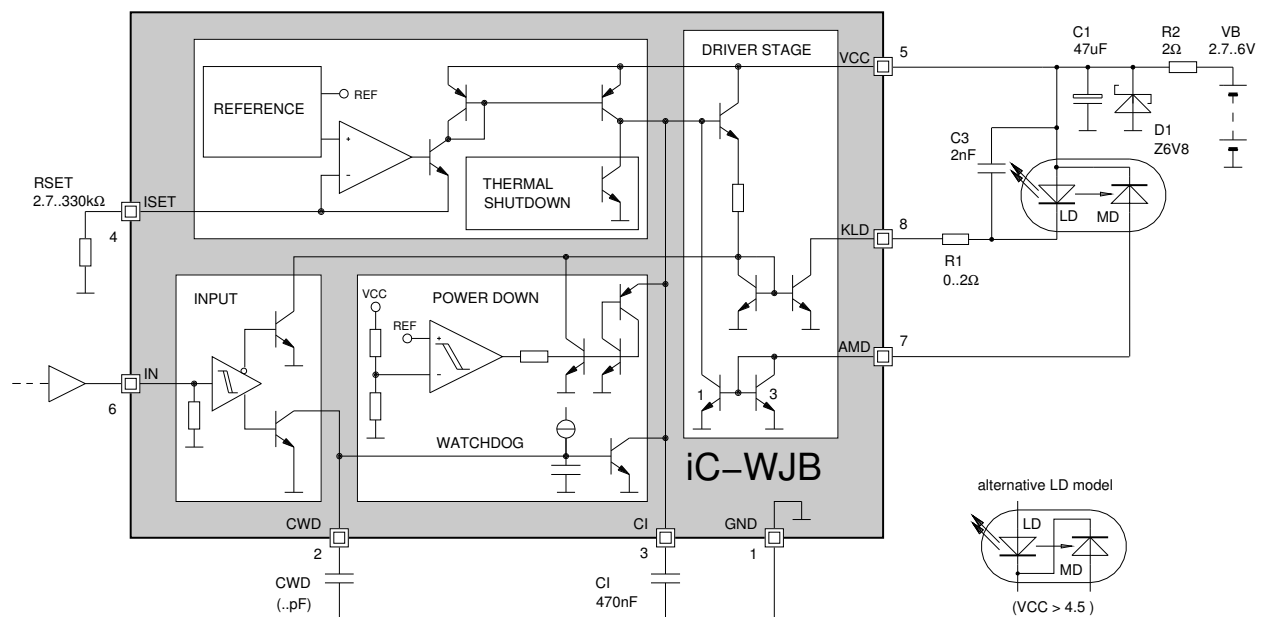 DRIVER STAGE
VCC
5
C1
47uF
R2
2Ω
VB
2.7..6V
REFERENCE
REF
+
−
THERMAL
SHUTDOWN
C3
2nF
D1
Z6V8
RSET
2.7..330kΩ
ISET
4
LD
MD
KLD
8
R1
0..2Ω
INPUT
POWER DOWN
VCC
REF
+
−
AMD
7
IN
6
1
3
WATCHDOG
iC−WJB
CWD
2
CI
3
GND
1
CWD
(..pF)
CI
470nF
alternative LD model
LD
MD
(VCC > 4.5 )